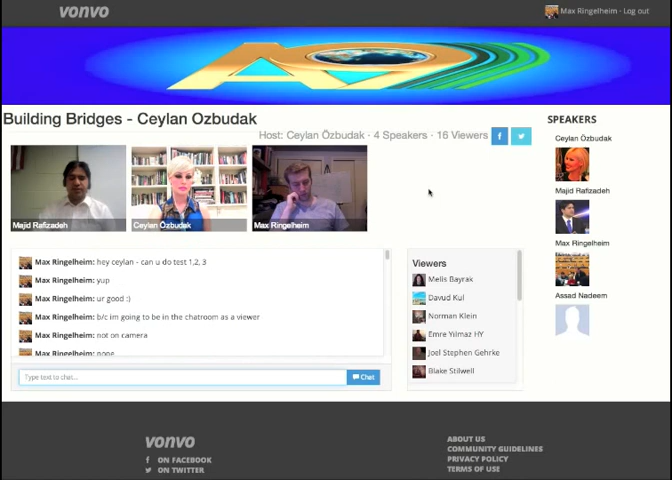 vonvo
Max Ringelheim - Log out
A9
Building Bridges - Ceylan Ozbudak
Host: Ceylan Özbudak · 4 Speakers · 16 Viewers
SPEAKERS
Ceylan Özbudak
Majid Rafizadeh
Max Ringelheim
Assad Nadeem
Majid Rafizadeh
Ceylan Özbudak
Max Ringelheim
Max Ringelheim: hey ceylan - can u do test 1,2, 3
Max Ringelheim: yup
Max Ringelheim: ur good :)
Max Ringelheim: b/c im going to be in the chatroom as a viewer
Max Ringelheim: not on camera
Max Ringelheim: nope
Type text to chat...
Chat
Viewers
Melis Bayrak
Davud Kul
Norman Klein
Emre Yılmaz HY
Joel Stephen Gehrke
Blake Stilwell
vonvo
ON FACEBOOK
ON TWITTER
ABOUT US
COMMUNITY GUIDELINES
PRIVACY POLICY
TERMS OF USE